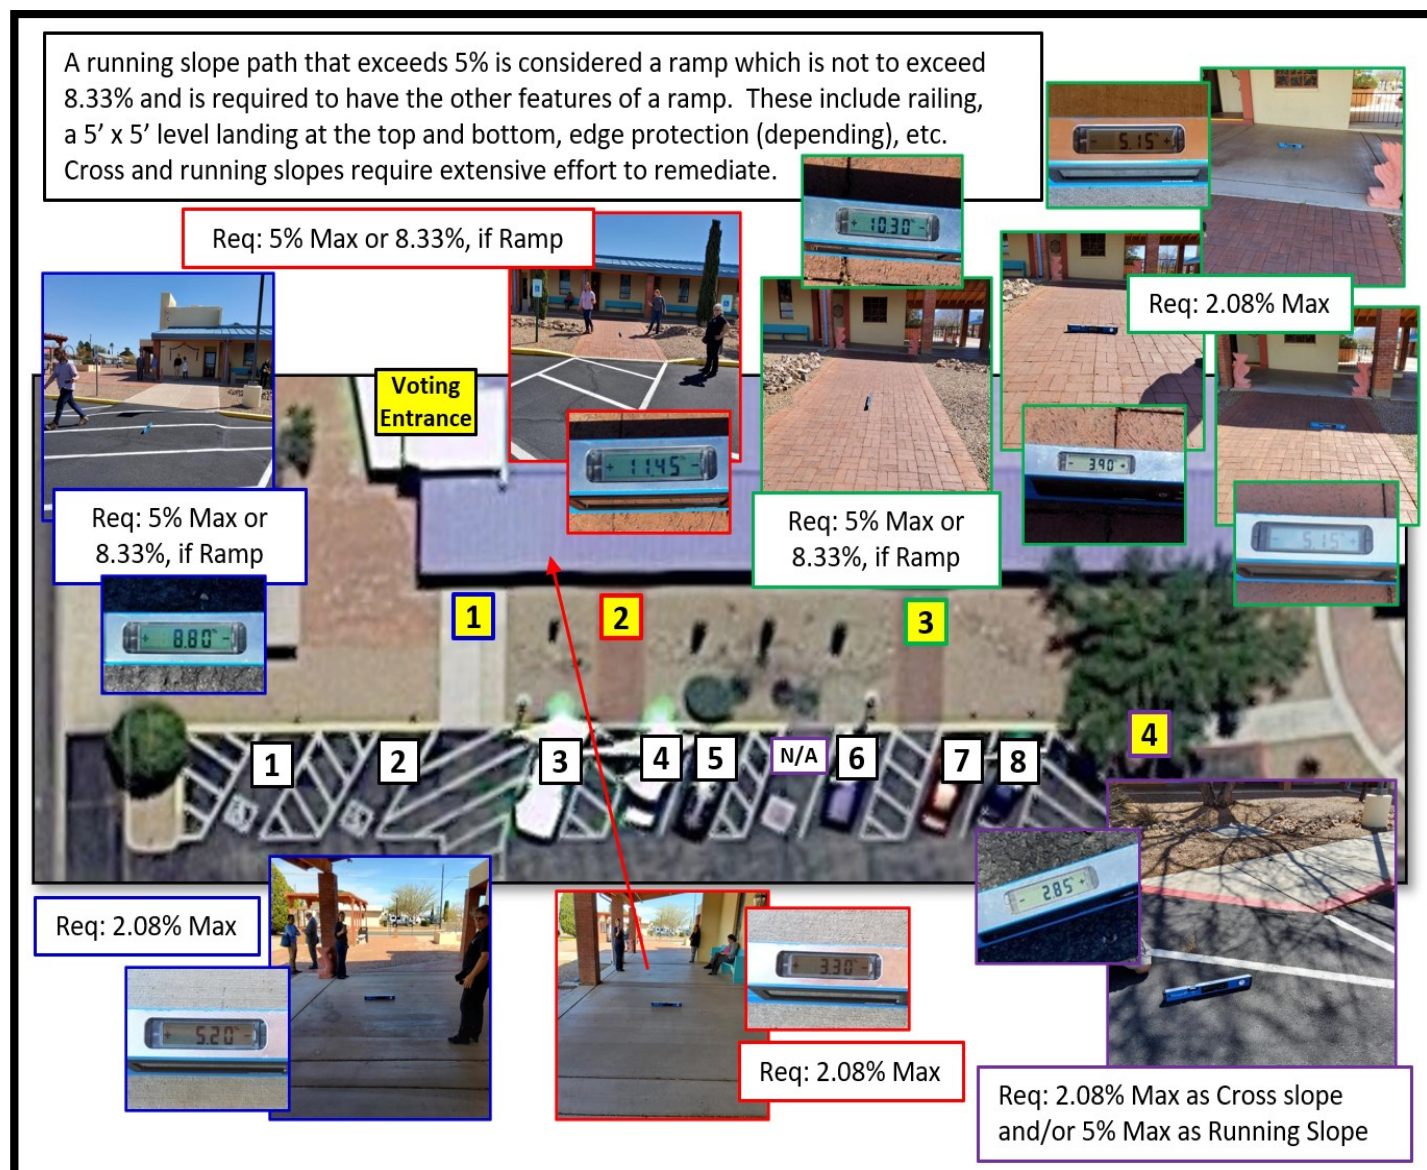 A running slope path that exceeds 5% is considered a ramp which is not to exceed
8.33% and is required to have the other features of a ramp.  These include railing,
a 5’ x 5’ level landing at the top and bottom, edge protection (depending), etc.
Cross and running slopes require extensive effort to remediate.
- 5.15% +
+ 10.30% -
Req: 5% Max or 8.33%, if Ramp
Req: 2.08% Max
Voting
Entrance
+ 11.45% -
- 3.90 +
Req: 5% Max or
8.33%, if Ramp
Req: 5% Max or
8.33%, if Ramp
5.15
+ 8.80% -
1
2
3
4
1
2
3
4
5
N/A
6
7
8
- 2.85% +
Req: 2.08% Max
+ 5.20% -
+ 3.30% -
Req: 2.08% Max
Req: 2.08% Max as Cross slope
and/or 5% Max as Running Slope